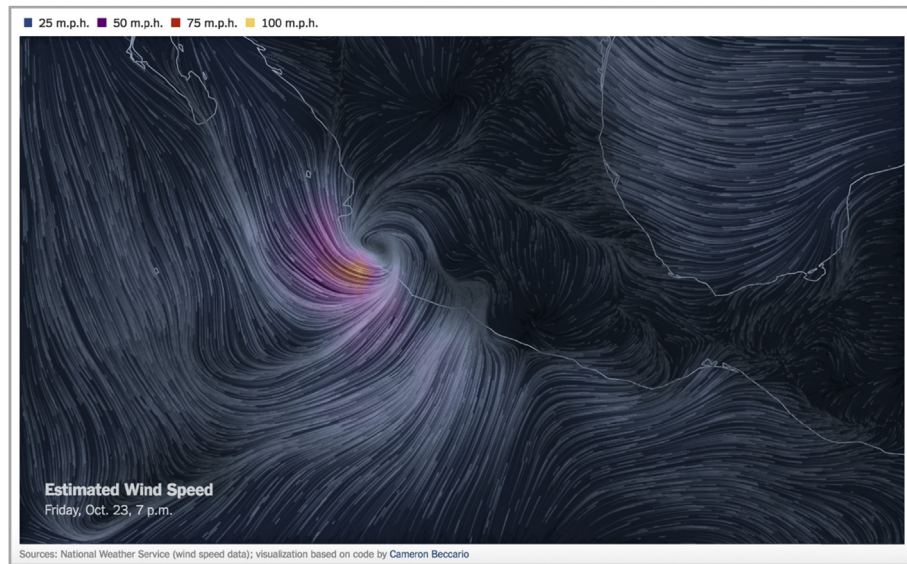 25 m.p.h. 50 m.p.h. 75 m.p.h. 100 m.p.h.
Estimated Wind Speed
Friday, Oct. 23, 7 p.m.
Sources: National Weather Service (wind speed data); visualization based on code by Cameron Beccario